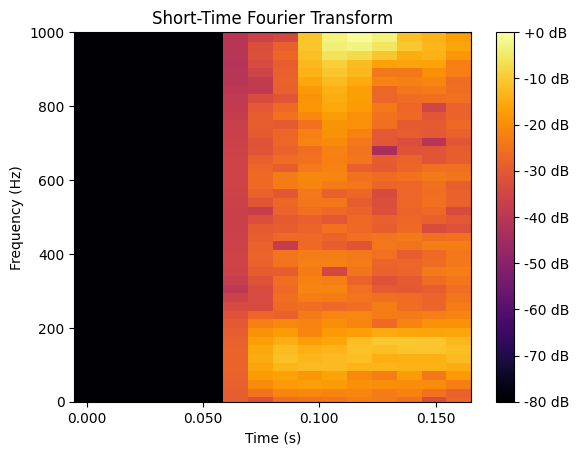 Short-Time Fourier Transform
Frequency (Hz)
1000
800
600
400
200
0
0.000
0.050
0.100
0.150
Time (s)
+0 dB
-10 dB
-20 dB
-30 dB
-40 dB
-50 dB
-60 dB
-70 dB
-80 dB